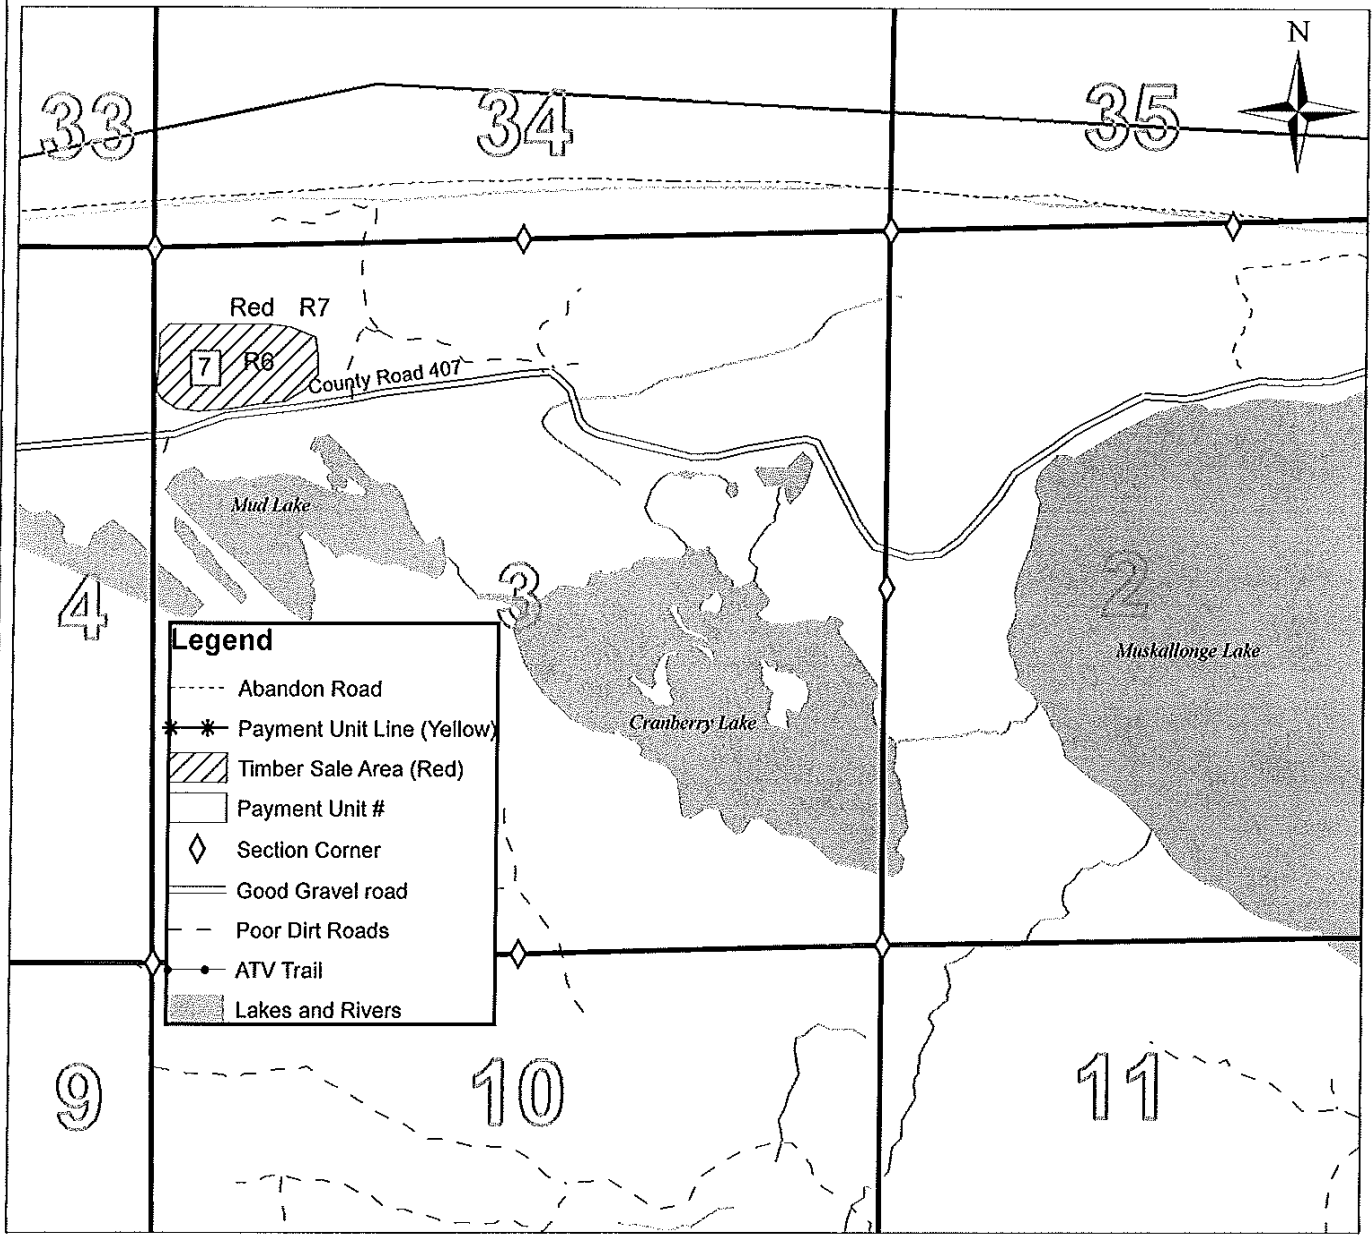 N
33
34
35
Red R7
7
R6
County Road 407
Mud Lake
4
3
2
Muskallonge Lake
Cranberry Lake
Legend
Abandon Road
Payment Unit Line (Yellow)
Timber Sale Area (Red)
Payment Unit #
Section Corner
Good Gravel road
Poor Dirt Roads
ATV Trail
Lakes and Rivers
9
10
11